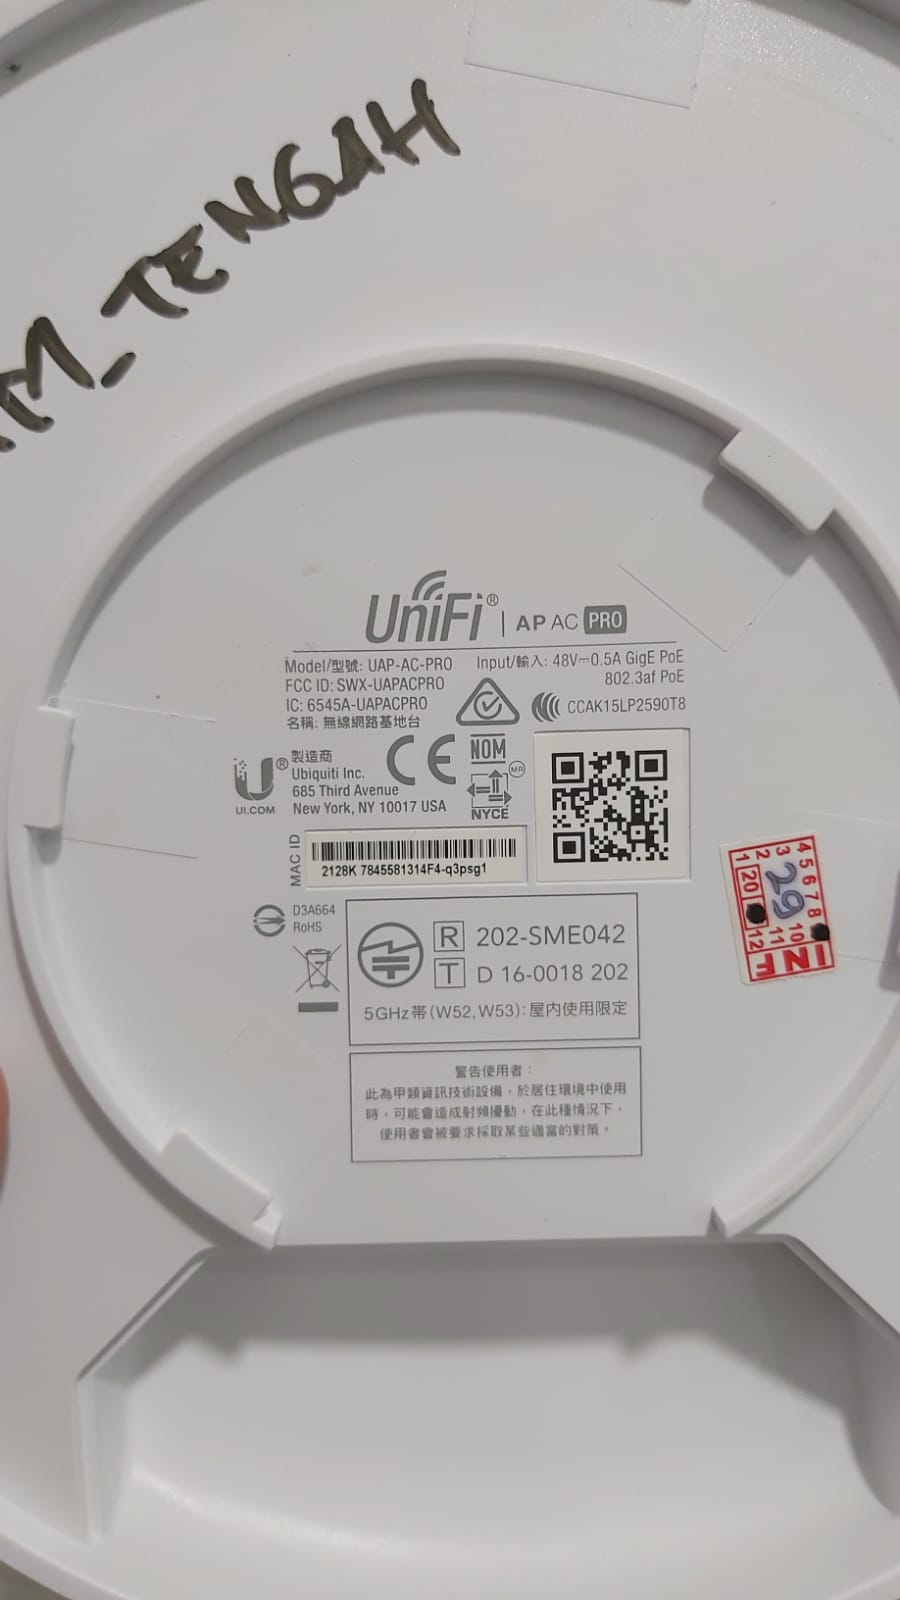 M_TENGAH
UniFi® | AP AC PRO
Model/型號: UAP-AC-PRO
Input/輸入: 48V⎓0.5A GigE PoE
802.3af PoE
FCC ID: SWX-UAPACPRO
IC: 6545A-UAPACPRO
名稱: 無線網路基地台
CCAK15LP2590T8
UI.COM
製造商
Ubiquiti Inc.
685 Third Avenue
New York, NY 10017 USA
CE
NOM
MR
NYCE
MAC ID
2128K 7845581314F4-q3psg1
D3A664
RoHS
R 202-SME042
T D 16-0018 202
5GHz帯(W52,W53):屋内使用限定
警告使用者:
此為甲類資訊技術設備,於居住環境中使用
時,可能會造成射頻擾動,在此種情況下,
使用者會被要求採取某些適當的對策。
4 5 6 7 8
3 29 10
2 11
1 20 12
INF